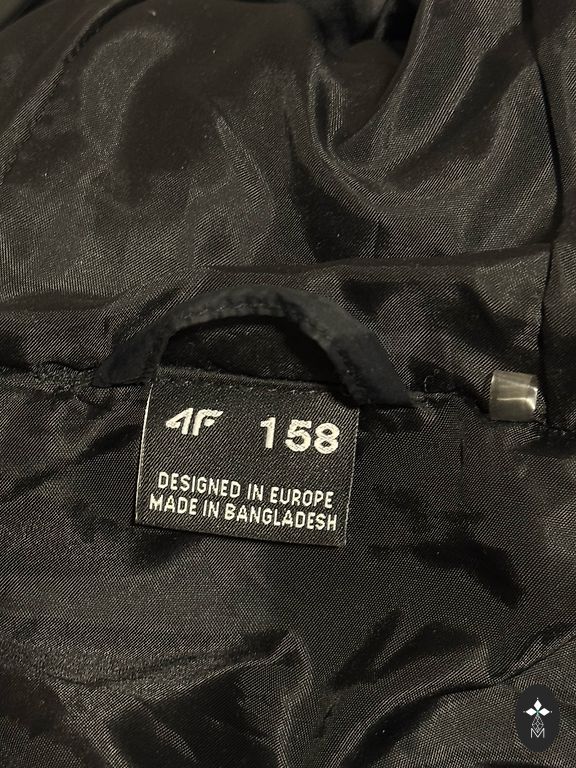 4F 158
DESIGNED IN EUROPE
MADE IN BANGLADESH
M